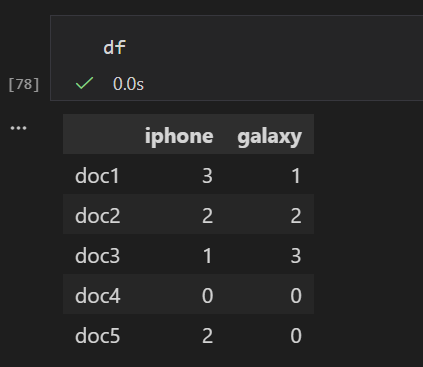 df
[78] 0.0s
...
iphone galaxy
doc1 3 1
doc2 2 2
doc3 1 3
doc4 0 0
doc5 2 0